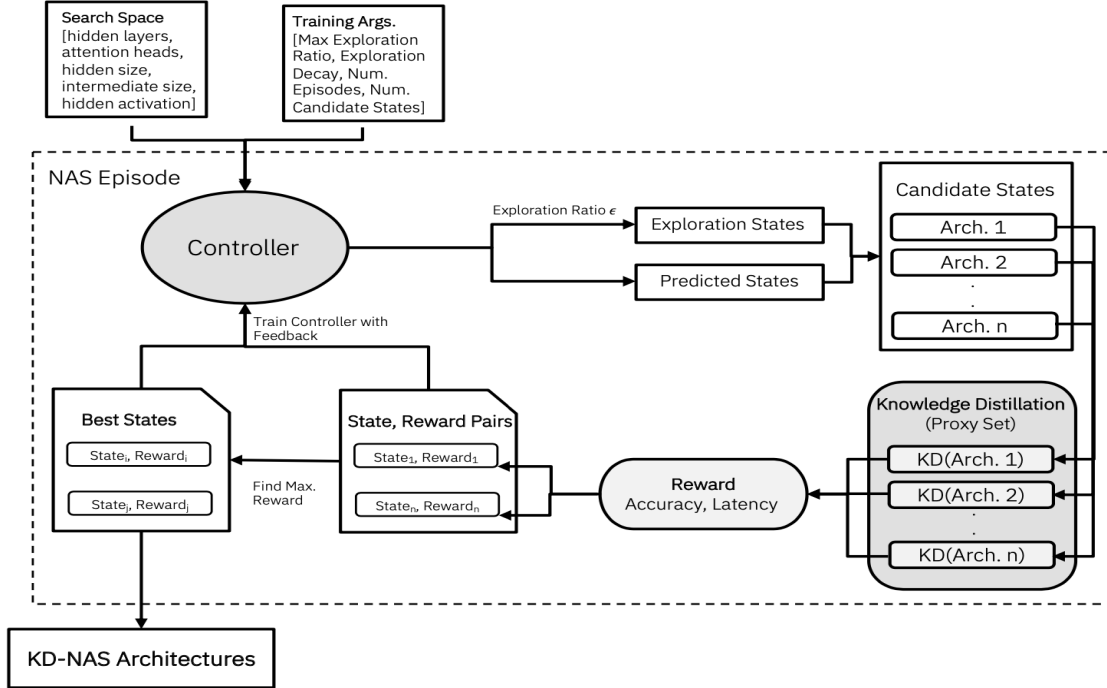 Search Space
[hidden layers,
attention heads,
hidden size,
intermediate size,
hidden activation]
Training Args.
[Max Exploration
Ratio, Exploration
Decay, Num.
Episodes, Num.
Candidate States]
NAS Episode
Controller
Exploration Ratio ϵ
Exploration States
Predicted States
Candidate States
Arch. 1
Arch. 2
.
.
Arch. n
Train Controller with
Feedback
Best States
Stateᵢ, Rewardᵢ
Stateⱼ, Rewardⱼ
Find Max.
Reward
State, Reward Pairs
State₁, Reward₁
Stateₙ, Rewardₙ
Reward
Accuracy, Latency
Knowledge Distillation
(Proxy Set)
KD(Arch. 1)
KD(Arch. 2)
.
.
KD(Arch. n)
KD-NAS Architectures